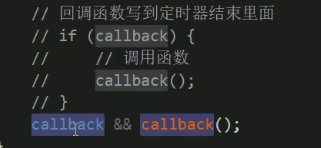 // 回调函数写到定时器结束里面
// if (callback) {
//     // 调用函数
//     callback();
// }
callback && callback();